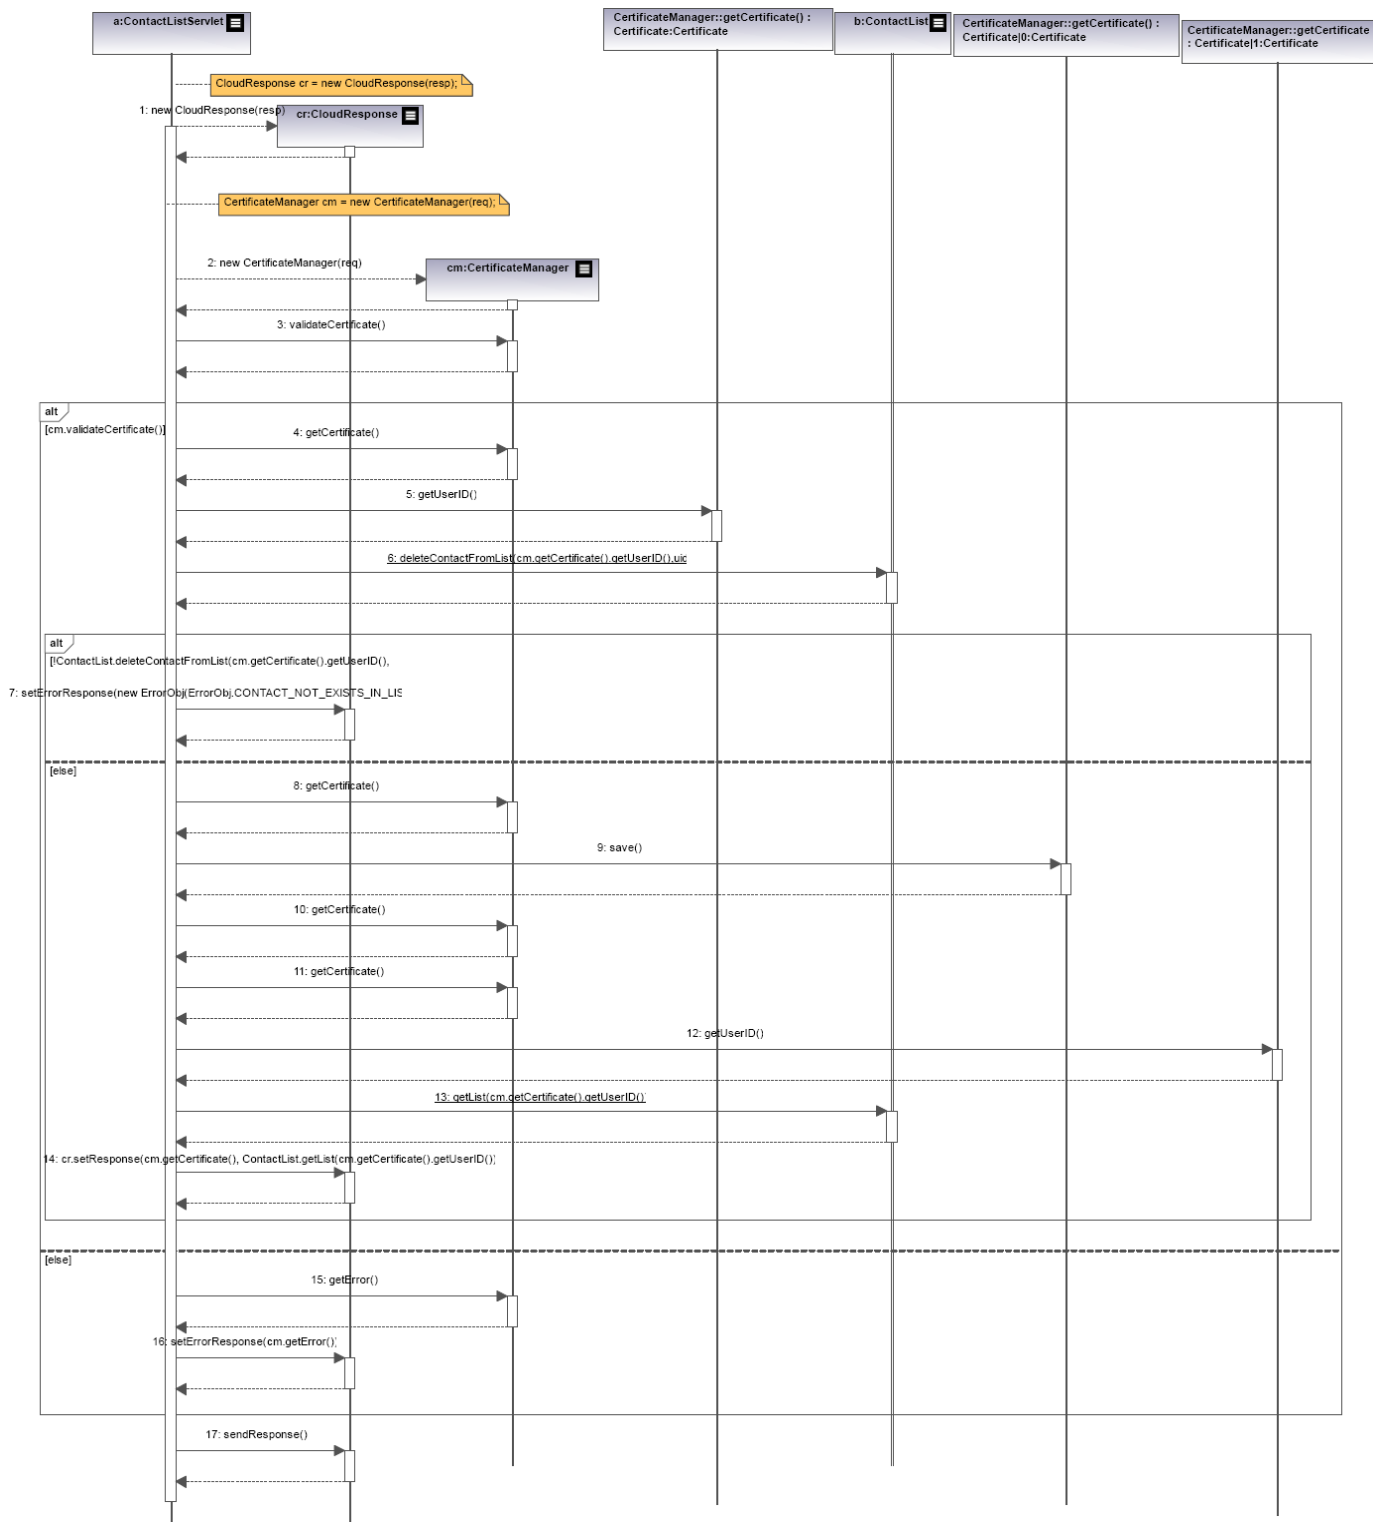 a:ContactListServlet
CertificateManager::getCertificate() :
Certificate:Certificate
b:ContactList
CertificateManager::getCertificate() :
Certificate|0:Certificate
CertificateManager::getCertificate
: Certificate|1:Certificate
CloudResponse cr = new CloudResponse(resp);
1: new CloudResponse(resp)
cr:CloudResponse
CertificateManager cm = new CertificateManager(req);
2: new CertificateManager(req)
cm:CertificateManager
3: validateCertificate()
alt
[cm.validateCertificate()]
4: getCertificate()
5: getUserID()
6: deleteContactFromList(cm.getCertificate().getUserID(),uid
alt
[!ContactList.deleteContactFromList(cm.getCertificate().getUserID(),
7: setErrorResponse(new ErrorObj(ErrorObj.CONTACT_NOT_EXISTS_IN_LIS
[else]
8: getCertificate()
9: save()
10: getCertificate()
11: getCertificate()
12: getUserID()
13: getList(cm.getCertificate().getUserID()
14: cr.setResponse(cm.getCertificate(), ContactList.getList(cm.getCertificate().getUserID())
[else]
15: getError()
16: setErrorResponse(cm.getError())
17: sendResponse()